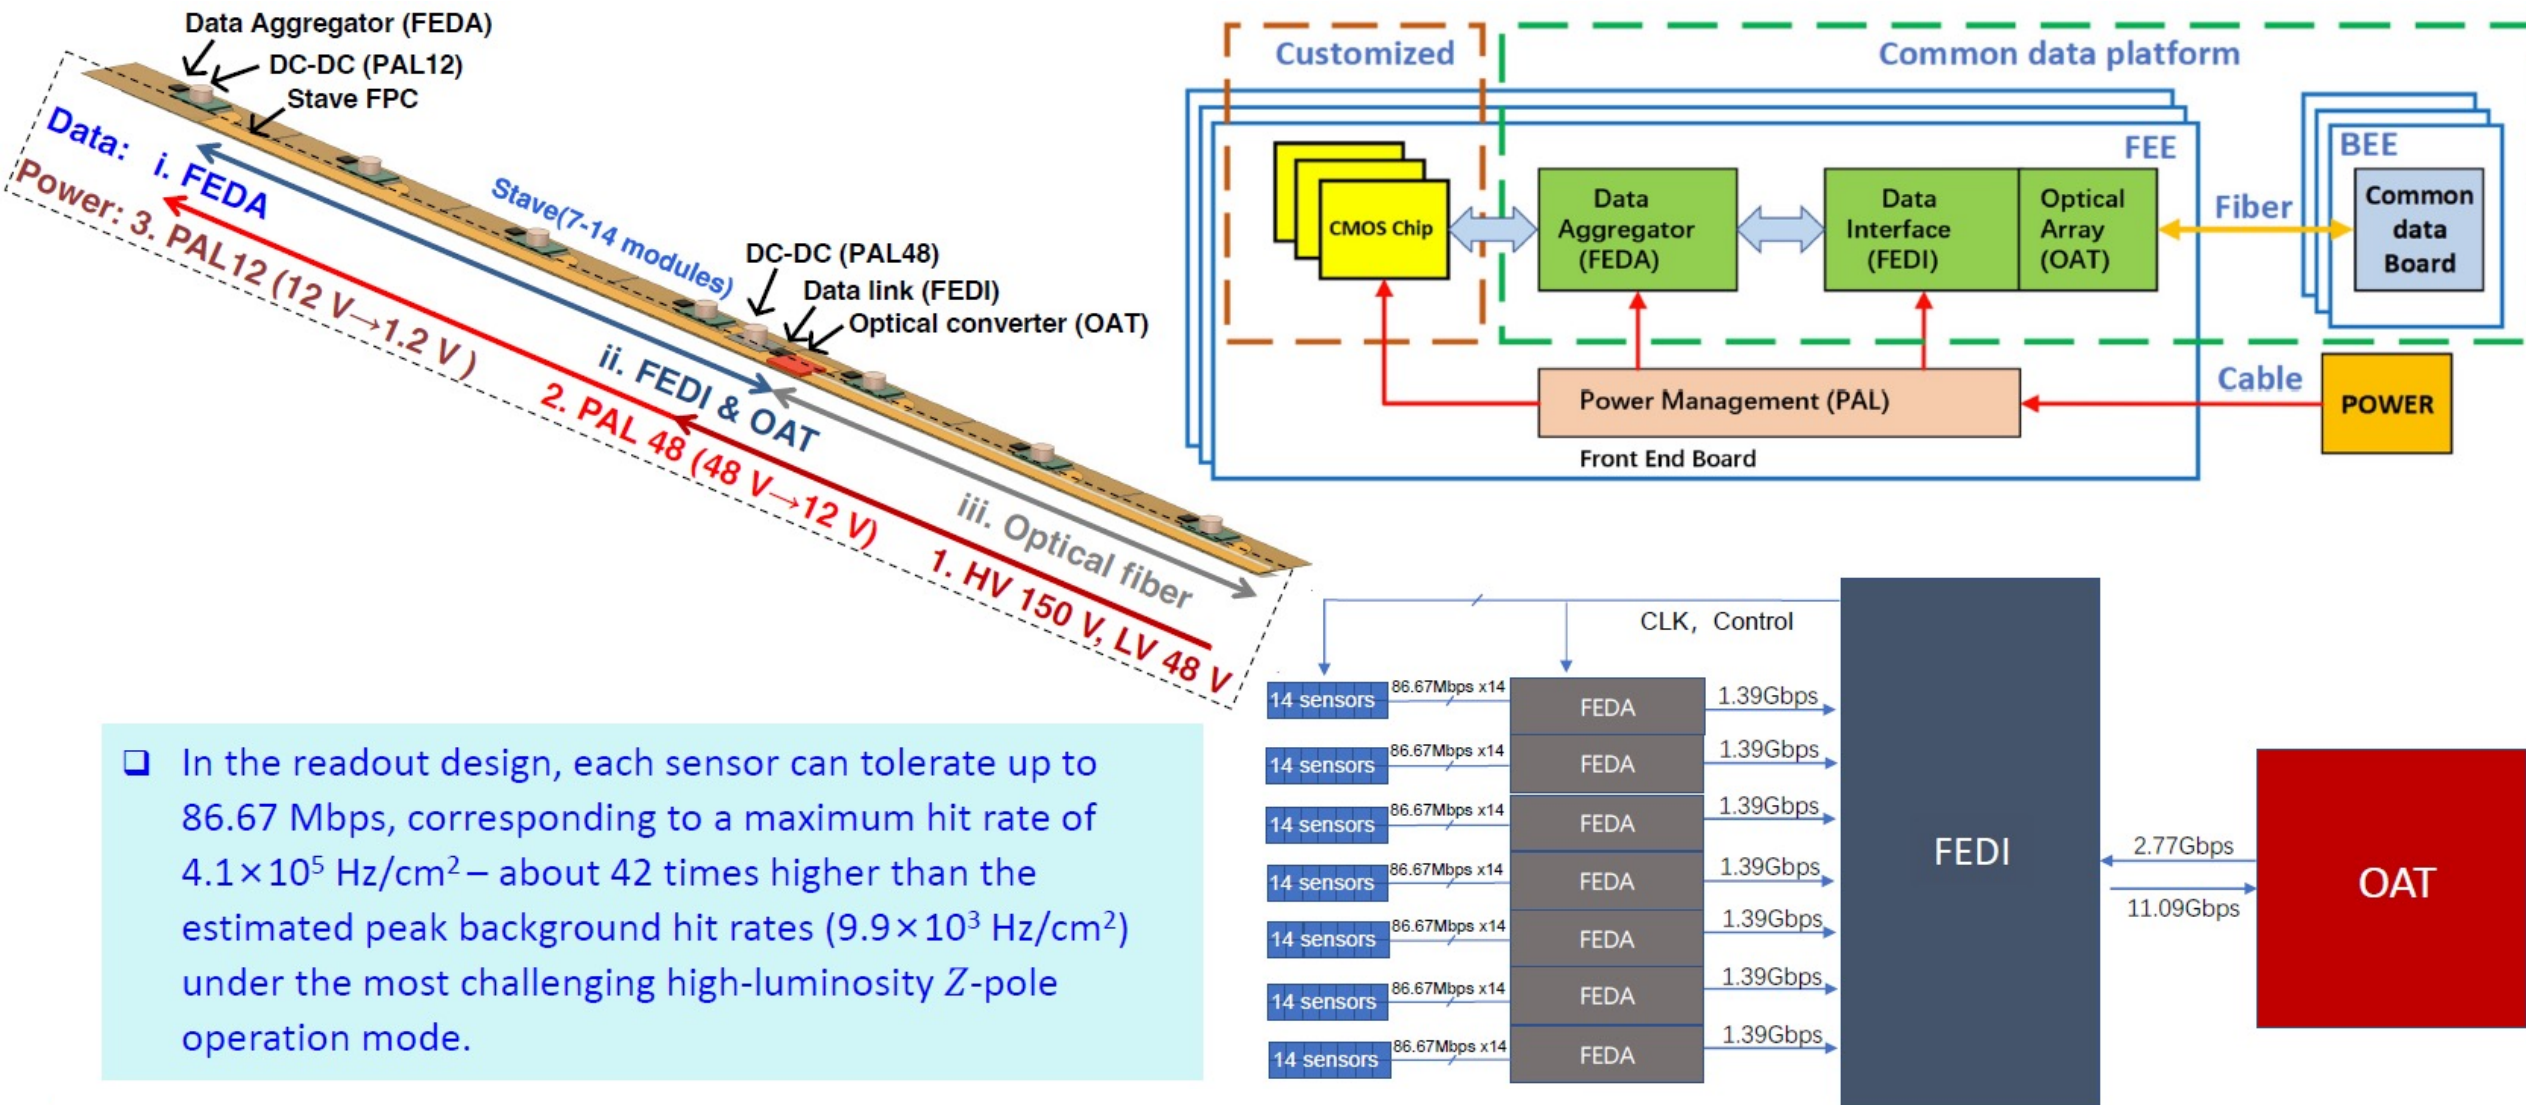 Data Aggregator (FEDA)
DC-DC (PAL12)
Stave FPC
Data: i. FEDA
Power: 3. PAL12 (12 V→1.2 V )
Stave(7-14 modules)
DC-DC (PAL48)
Data link (FEDI)
Optical converter (OAT)
ii. FEDI & OAT
2. PAL 48 (48 V→12 V)
iii. Optical fiber
1. HV 150 V, LV 48 V
Customized
Common data platform
FEE
BEE
CMOS Chip
Data
Aggregator
(FEDA)
Data
Interface
(FEDI)
Optical
Array
(OAT)
Fiber
Common
data
Board
Power Management (PAL)
Cable
POWER
Front End Board
CLK, Control
14 sensors 86.67Mbps x14 FEDA 1.39Gbps
14 sensors 86.67Mbps x14 FEDA 1.39Gbps
14 sensors 86.67Mbps x14 FEDA 1.39Gbps
14 sensors 86.67Mbps x14 FEDA 1.39Gbps
14 sensors 86.67Mbps x14 FEDA 1.39Gbps
14 sensors 86.67Mbps x14 FEDA 1.39Gbps
14 sensors 86.67Mbps x14 FEDA 1.39Gbps
FEDI
2.77Gbps
11.09Gbps
OAT
❑ In the readout design, each sensor can tolerate up to
86.67 Mbps, corresponding to a maximum hit rate of
4.1×10⁵ Hz/cm² – about 42 times higher than the
estimated peak background hit rates (9.9×10³ Hz/cm²)
under the most challenging high-luminosity Z-pole
operation mode.